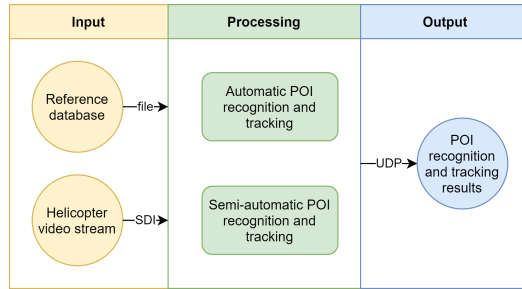 Input
Processing
Output
Reference
database
file
Automatic POI
recognition and
tracking
Helicopter
video stream
SDI
Semi-automatic POI
recognition and
tracking
UDP
POI
recognition
and tracking
results